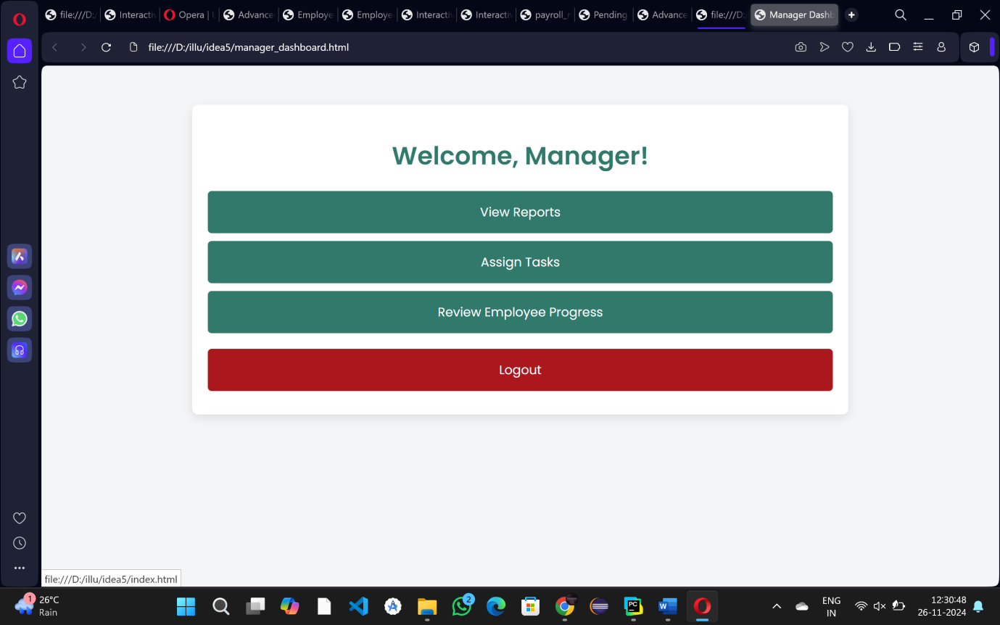 file:///D:/
Interactiv
Opera | 
Advance
Employe
Employe
Interactiv
Interactiv
payroll_
Pending
Advance
file:///D:
Manager Dashb
file:///D:/illu/idea5/manager_dashboard.html
Welcome, Manager!
View Reports
Assign Tasks
Review Employee Progress
Logout
file:///D:/illu/idea5/index.html
1
26°C
Rain
2
PC
W
ENG
IN
12:30:48
26-11-2024